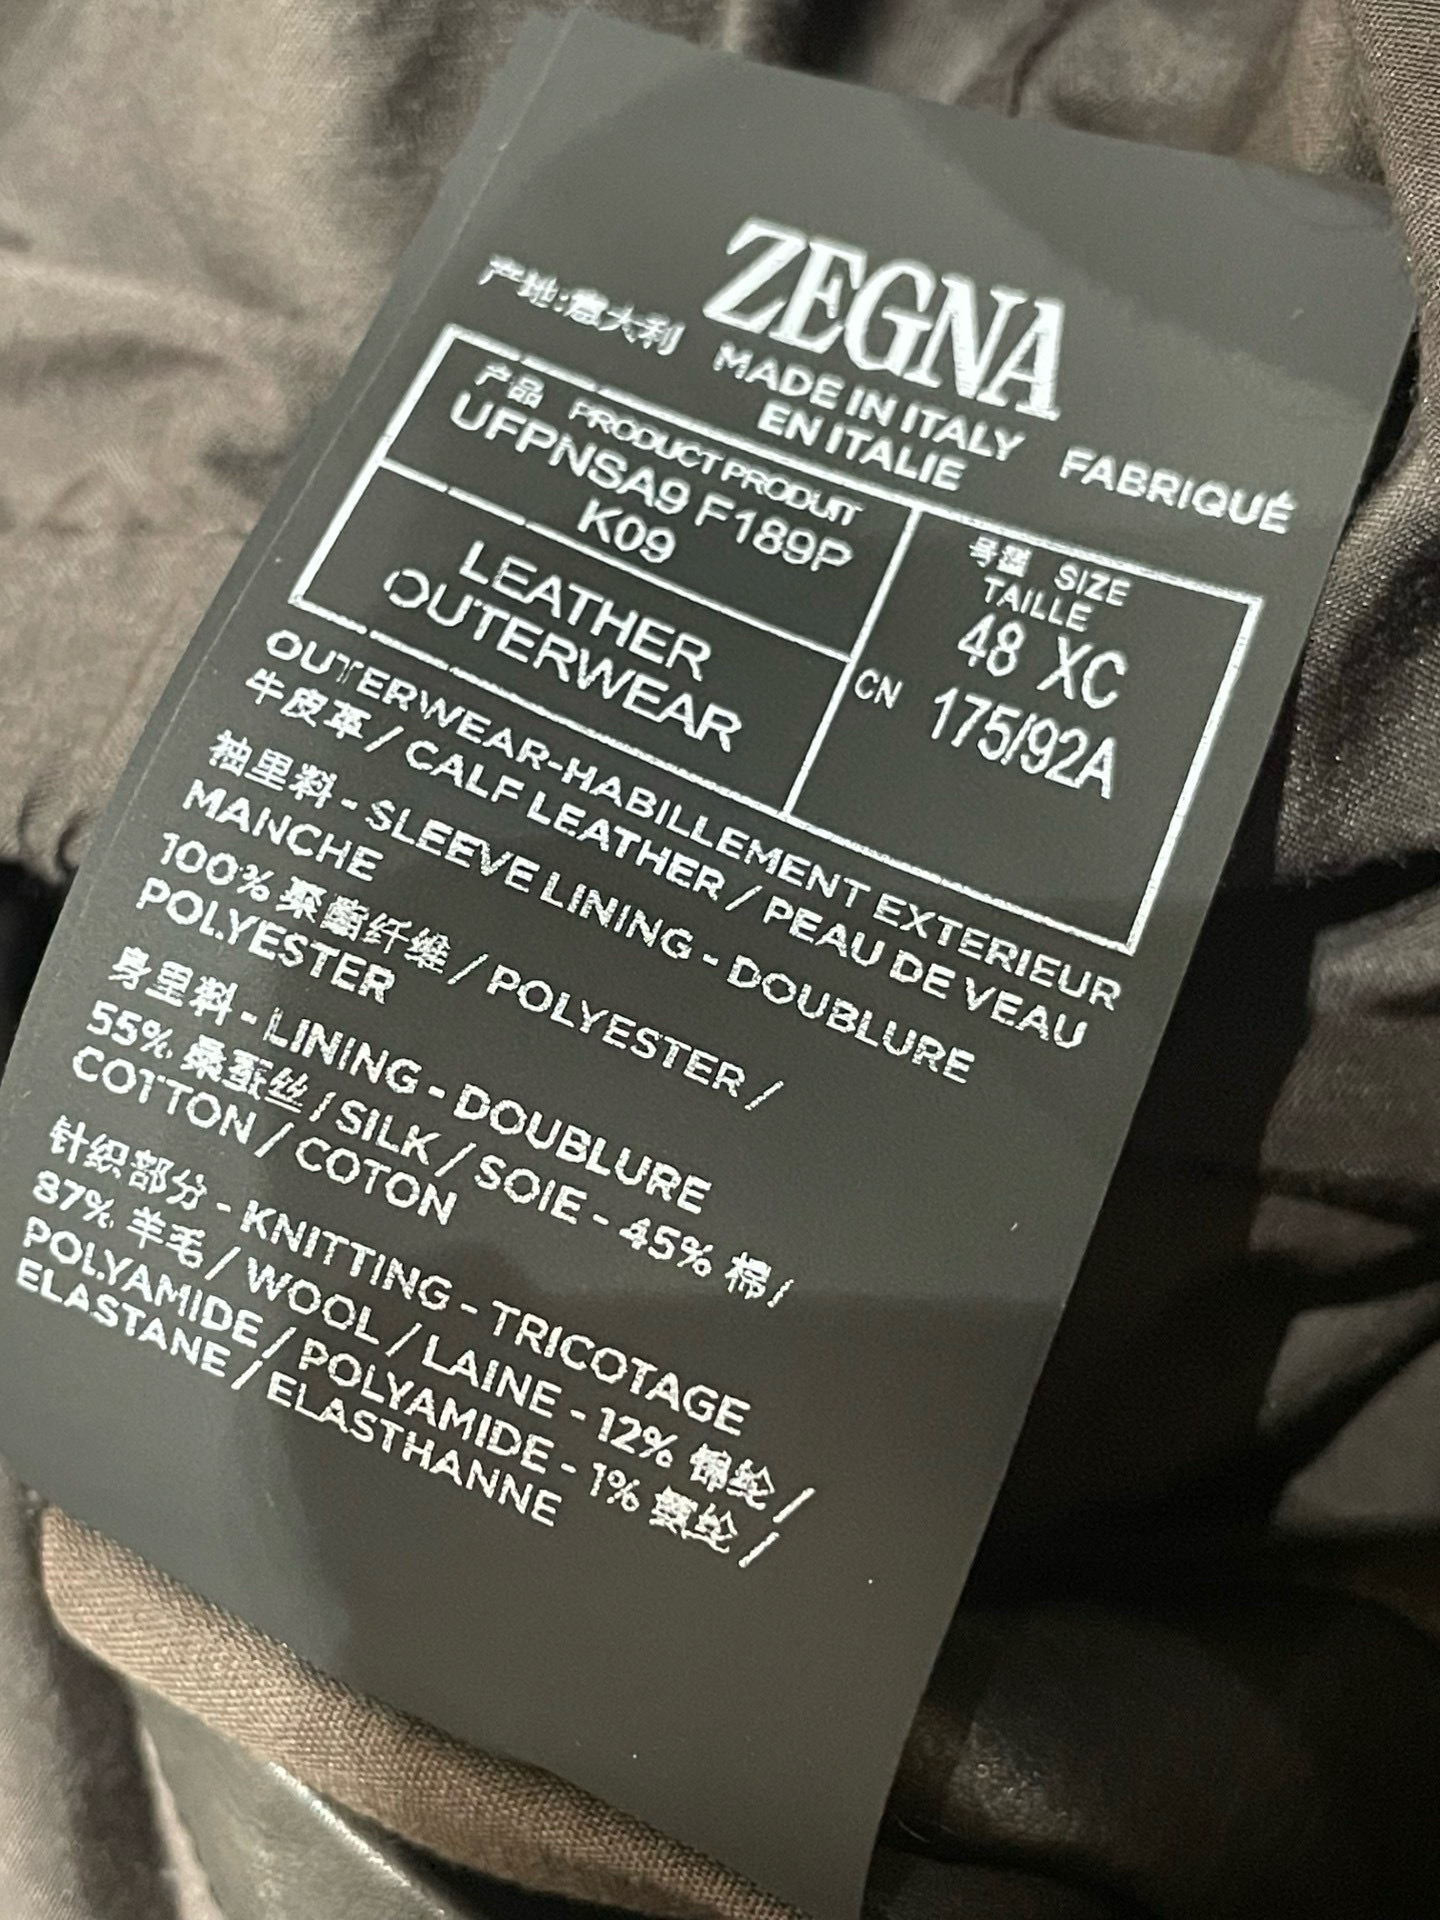 ZEGNA
产地:意大利 MADE IN ITALY FABRIQUÉ
EN ITALIE
产品 PRODUCT PRODUIT
UFPNSA9 F189P
K09
LEATHER
OUTERWEAR
号型 SIZE
TAILLE
48 XC
CN 175/92A
OUTERWEAR-HABILLEMENT EXTERIEUR
牛皮革 / CALF LEATHER / PEAU DE VEAU
袖里料 - SLEEVE LINING - DOUBLURE
MANCHE
100% 聚酯纤维 / POLYESTER /
POLYESTER
身里料 - LINING - DOUBLURE
55% 桑蚕丝 / SILK / SOIE - 45% 棉 /
COTTON / COTON
针织部分 - KNITTING - TRICOTAGE
87% 羊毛 / WOOL / LAINE - 12% 锦纶 /
POLYAMIDE / POLYAMIDE - 1% 氨纶 /
ELASTANE / ELASTHANNE